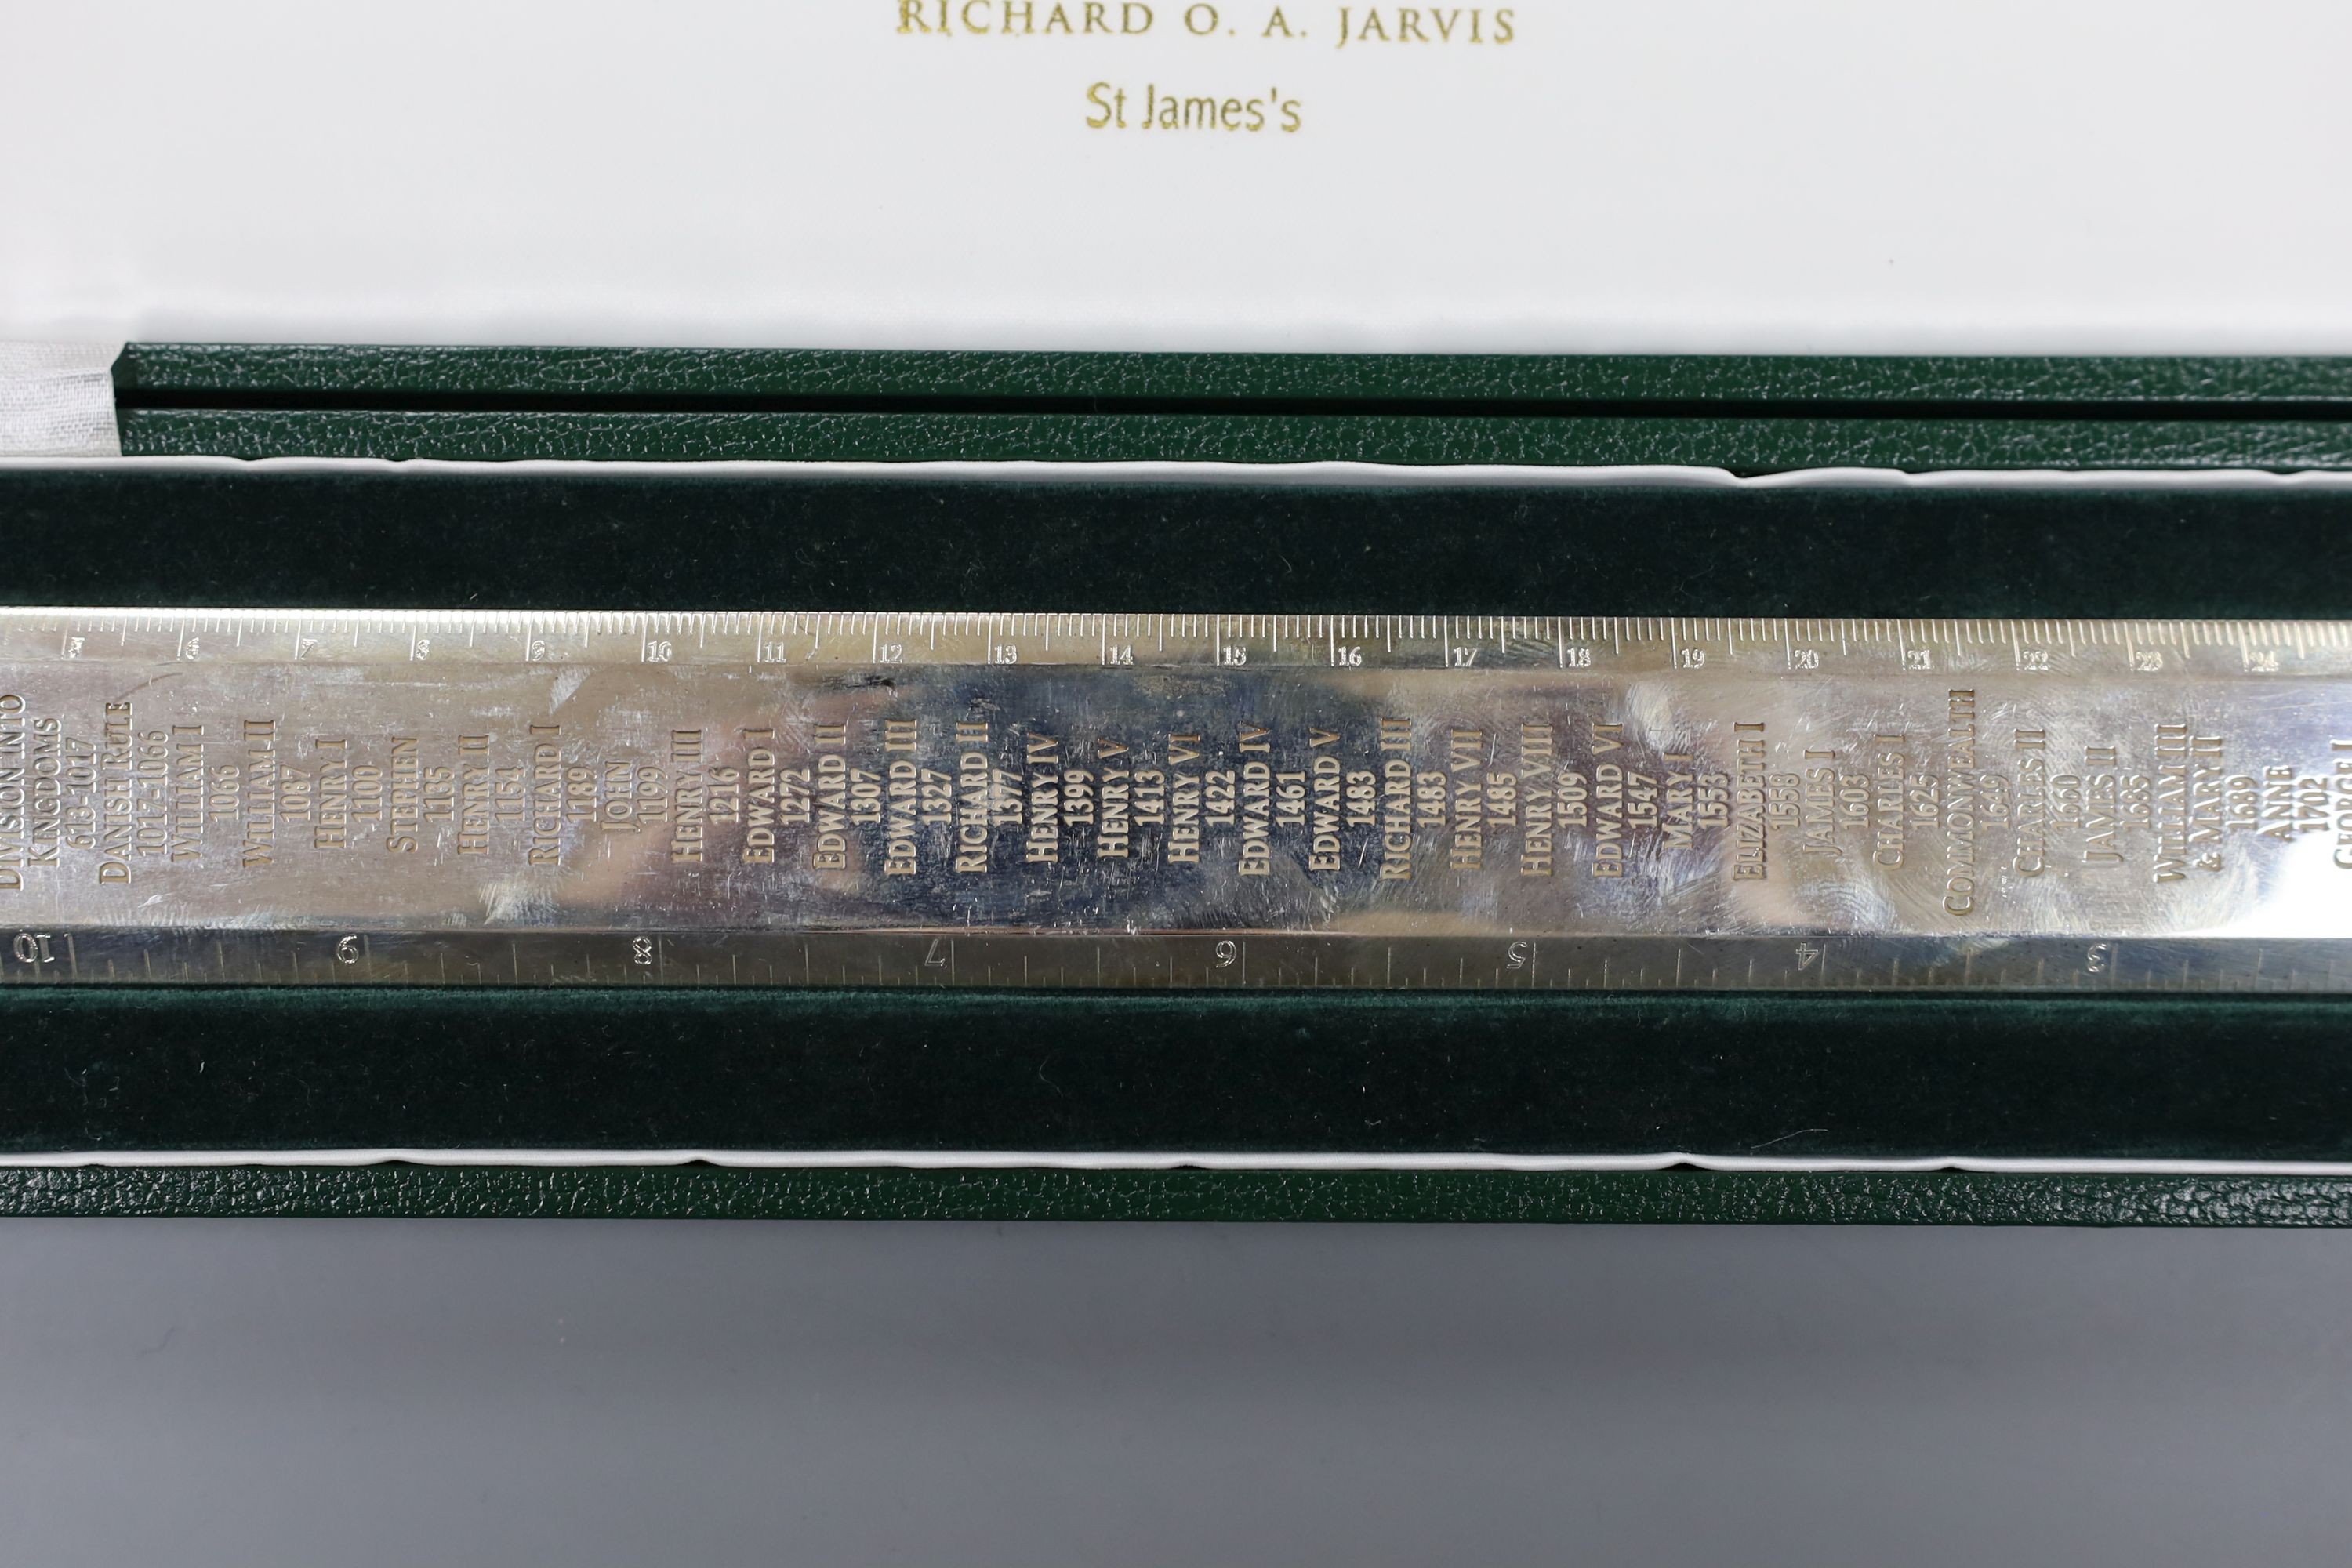 RICHARD O. A. JARVIS
St James's
5 6 7 8 9 10 11 12 13 14 15 16 17 18 19 20 21 22 23 24
DIVISION INTO
KINGDOMS
613-1017
DANISH RULE
1017-1066
WILLIAM I
1066
WILLIAM II
1087
HENRY I
1100
STEPHEN
1135
HENRY II
1151
RICHARD I
1189
JOHN
1199
HENRY III
1216
EDWARD I
1272
EDWARD II
1307
EDWARD III
1327
RICHARD II
1377
HENRY IV
1399
HENRY V
1413
HENRY VI
1422
EDWARD IV
1461
EDWARD V
1483
RICHARD III
1483
HENRY VII
1485
HENRY VIII
1509
EDWARD VI
1547
MARY I
1553
ELIZABETH I
1558
JAMES I
1603
CHARLES I
1625
COMMONWEALTH
1649
CHARLES II
1660
JAMES II
1685
WILLIAM III
& MARY II
1689
ANNE
1702
GEORGE I
10 9 8 7 6 5 4 3